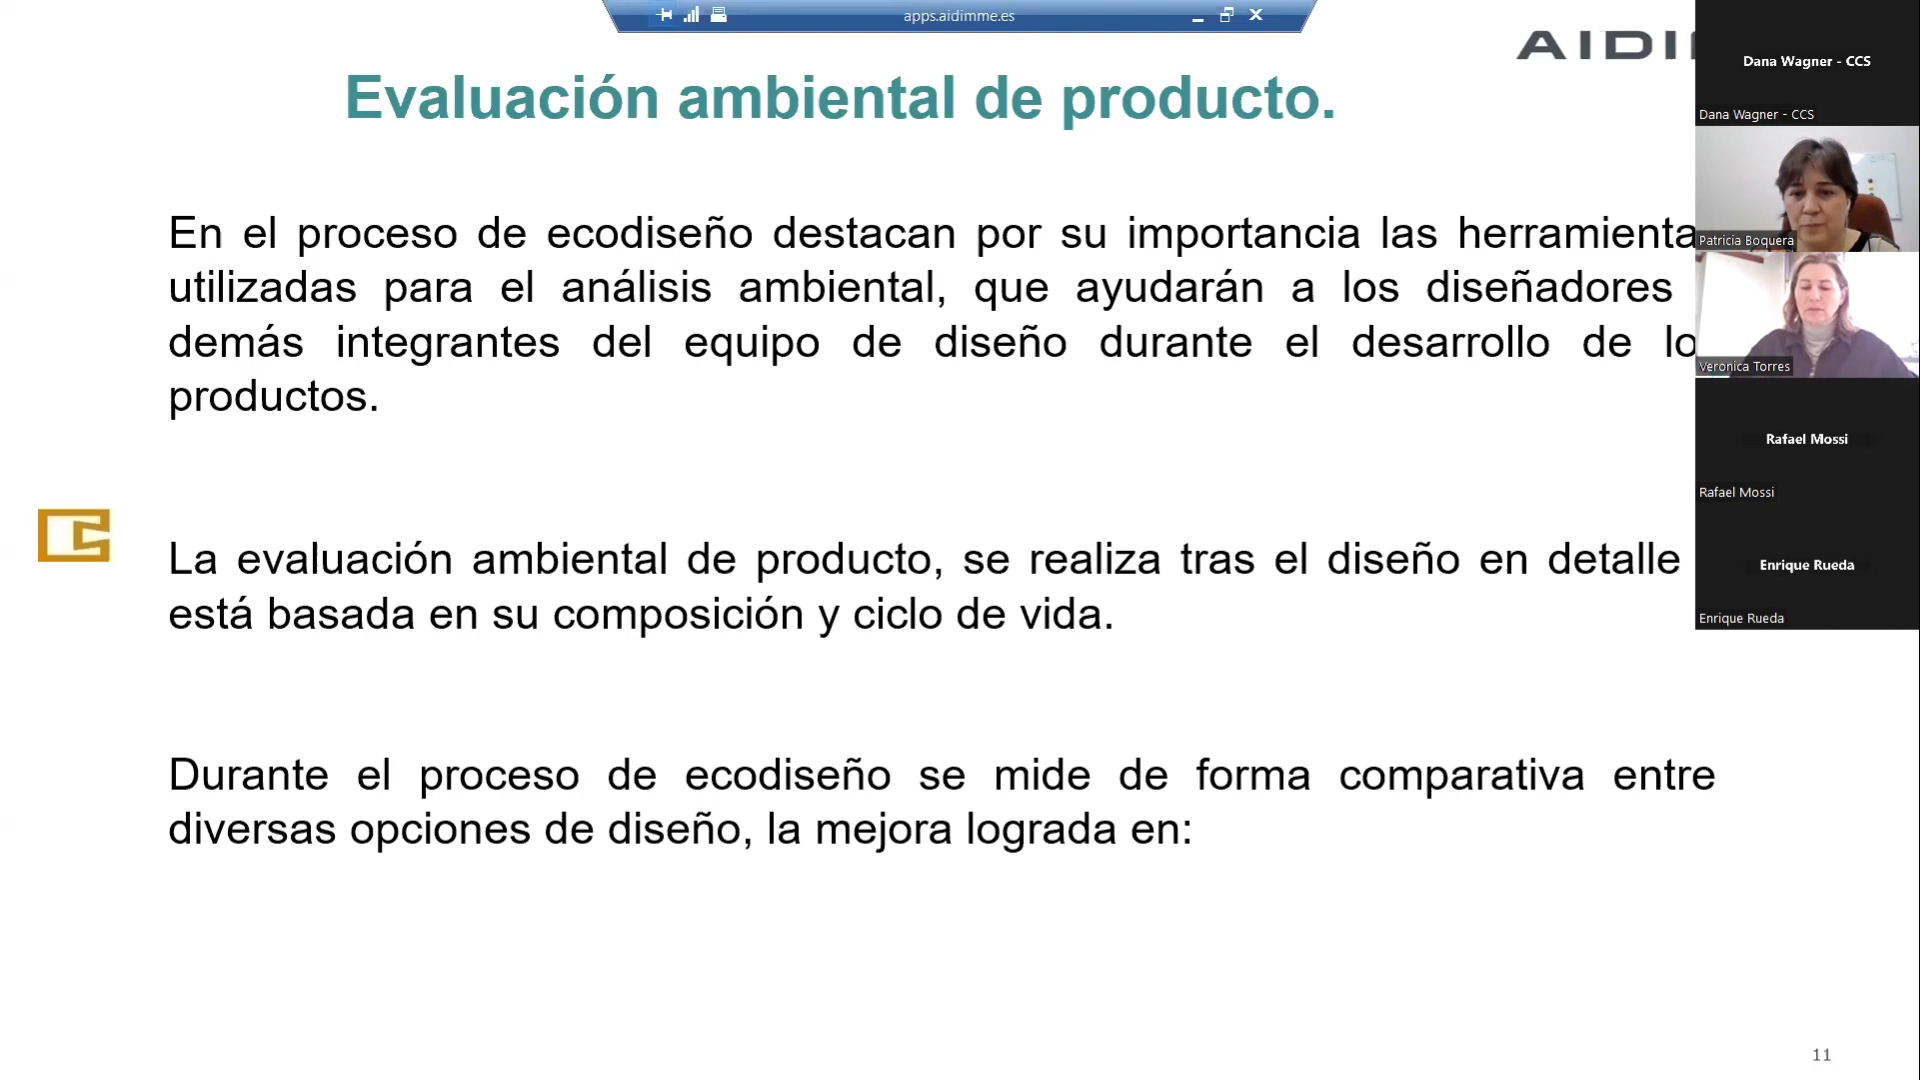 apps.aidimme.es
AIDI
Evaluación ambiental de producto.
En el proceso de ecodiseño destacan por su importancia las herramienta
utilizadas para el análisis ambiental, que ayudarán a los diseñadores
demás integrantes del equipo de diseño durante el desarrollo de lo
productos.
La evaluación ambiental de producto, se realiza tras el diseño en detalle
está basada en su composición y ciclo de vida.
Durante el proceso de ecodiseño se mide de forma comparativa entre
diversas opciones de diseño, la mejora lograda en:
11
Dana Wagner - CCS
Dana Wagner - CCS
Patricia Boquera
Veronica Torres
Rafael Mossi
Rafael Mossi
Enrique Rueda
Enrique Rueda